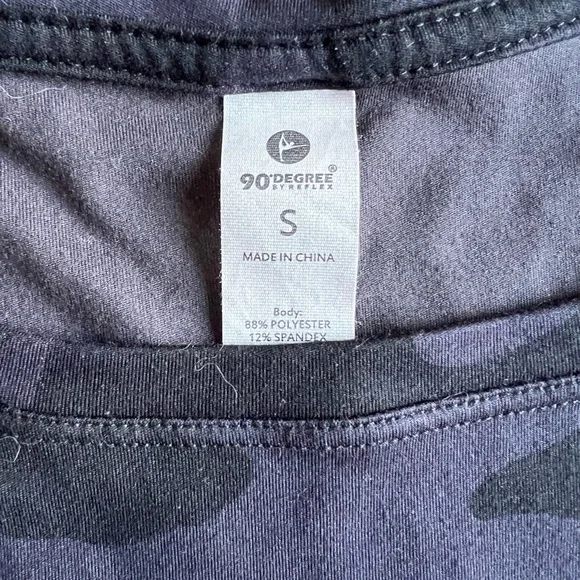 90°DEGREE®
BY REFLEX
S
MADE IN CHINA
Body:
88% POLYESTER
12% SPANDEX